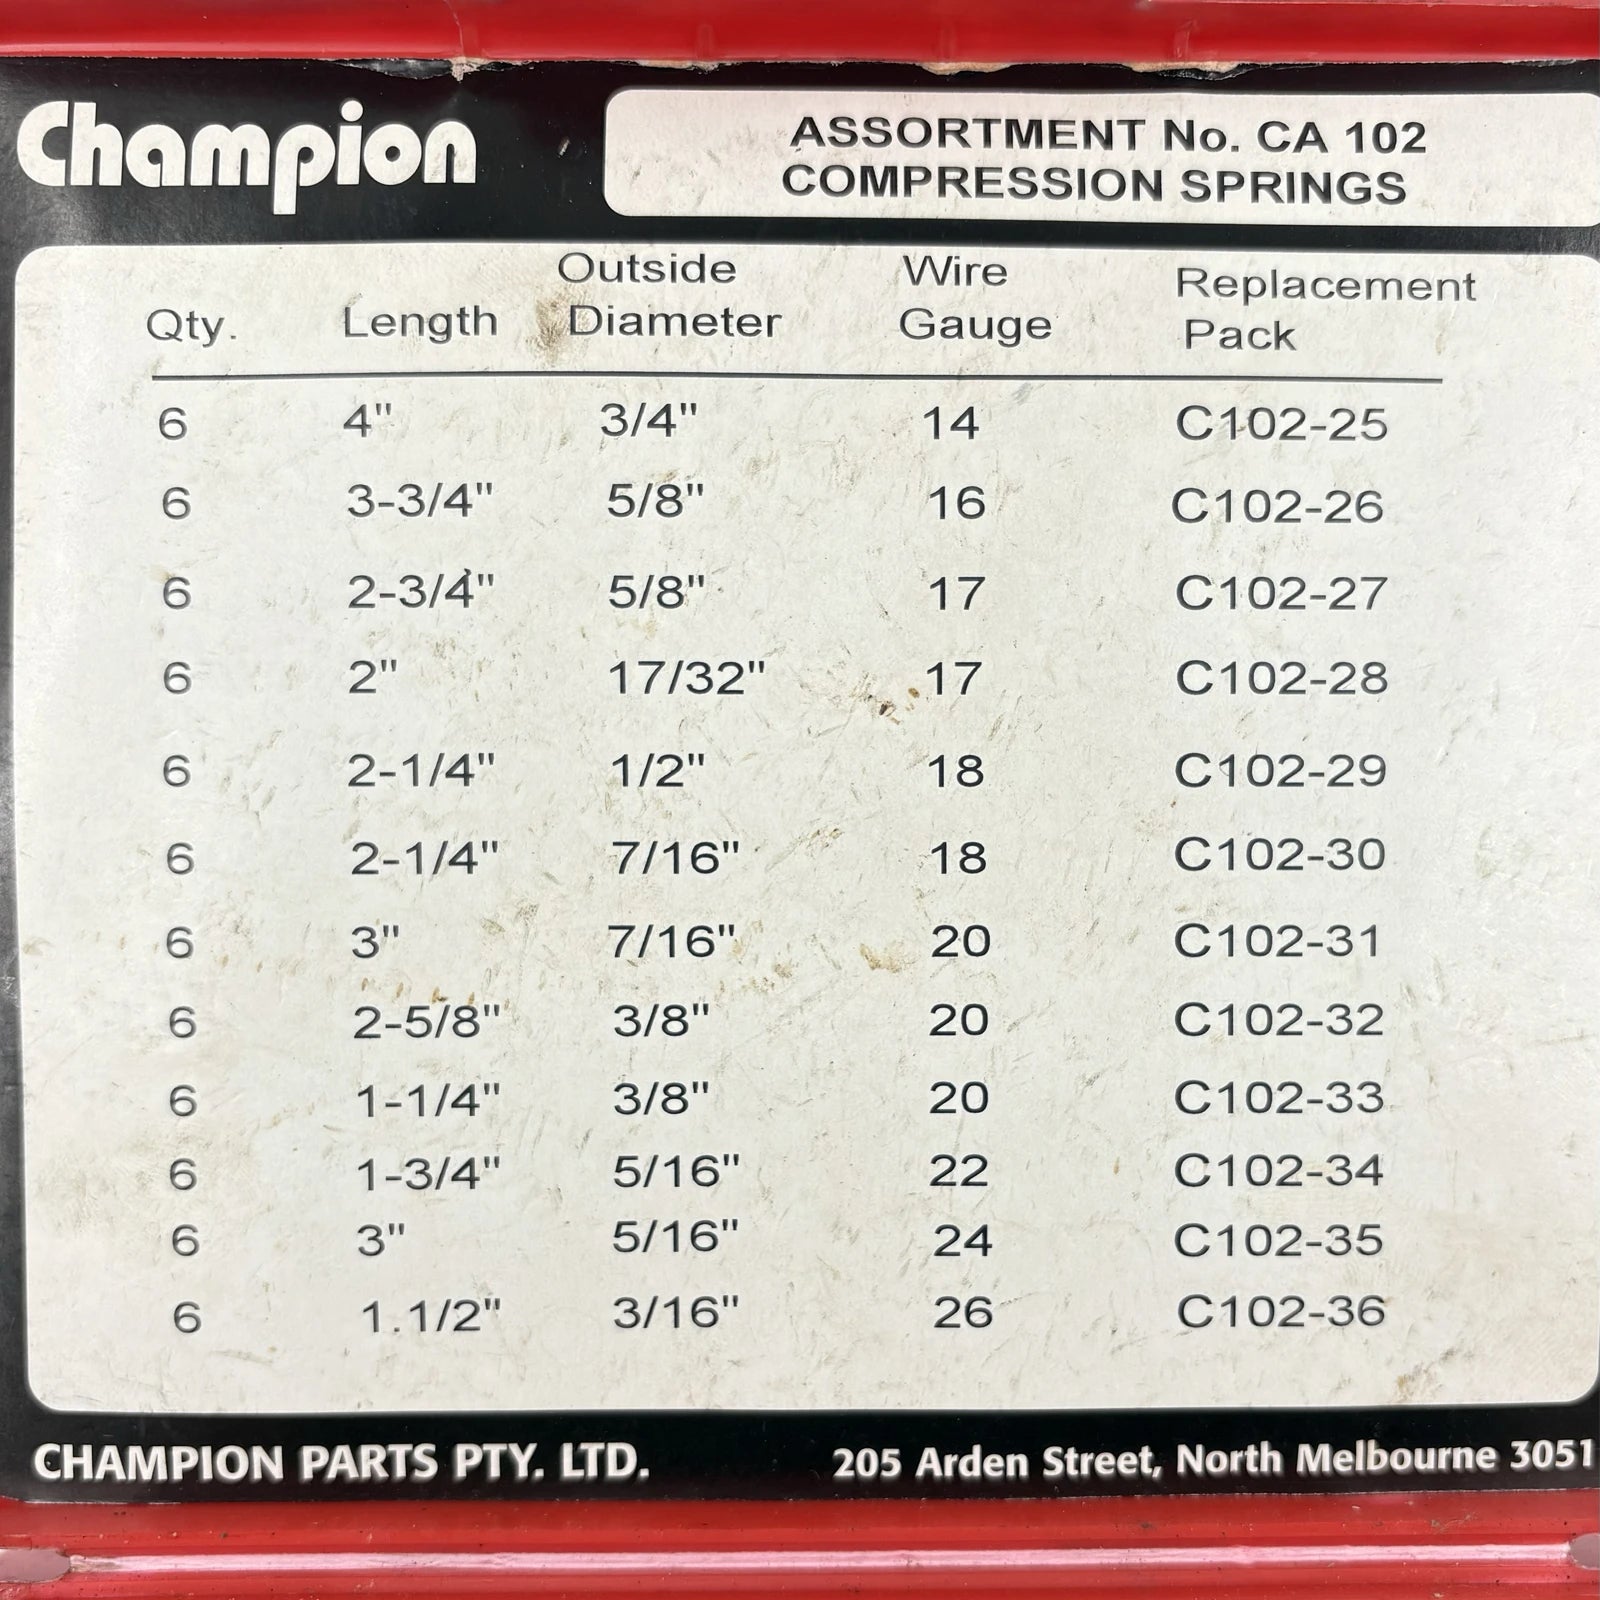 Champion
ASSORTMENT No. CA 102
COMPRESSION SPRINGS
Qty. Length Outside Diameter Wire Gauge Replacement Pack
6 4" 3/4" 14 C102-25
6 3-3/4" 5/8" 16 C102-26
6 2-3/4" 5/8" 17 C102-27
6 2" 17/32" 17 C102-28
6 2-1/4" 1/2" 18 C102-29
6 2-1/4" 7/16" 18 C102-30
6 3" 7/16" 20 C102-31
6 2-5/8" 3/8" 20 C102-32
6 1-1/4" 3/8" 20 C102-33
6 1-3/4" 5/16" 22 C102-34
6 3" 5/16" 24 C102-35
6 1.1/2" 3/16" 26 C102-36
CHAMPION PARTS PTY. LTD. 205 Arden Street, North Melbourne 3051